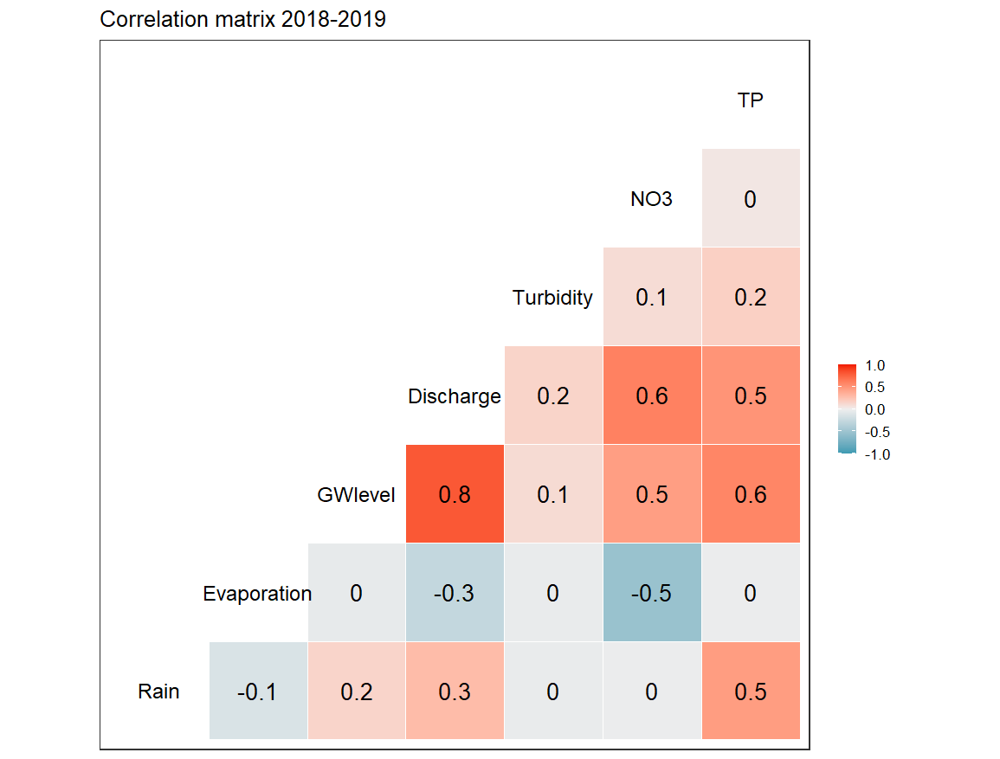 Correlation matrix 2018-2019
TP
NO3 0
Turbidity 0.1 0.2
Discharge 0.2 0.6 0.5
GWlevel 0.8 0.1 0.5 0.6
Evaporation 0 -0.3 0 -0.5 0
Rain -0.1 0.2 0.3 0 0 0.5
1.0
0.5
0.0
-0.5
-1.0